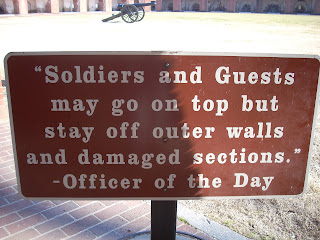 “Soldiers and Guests
may go on top but
stay off outer walls
and damaged sections.”
-Officer of the Day